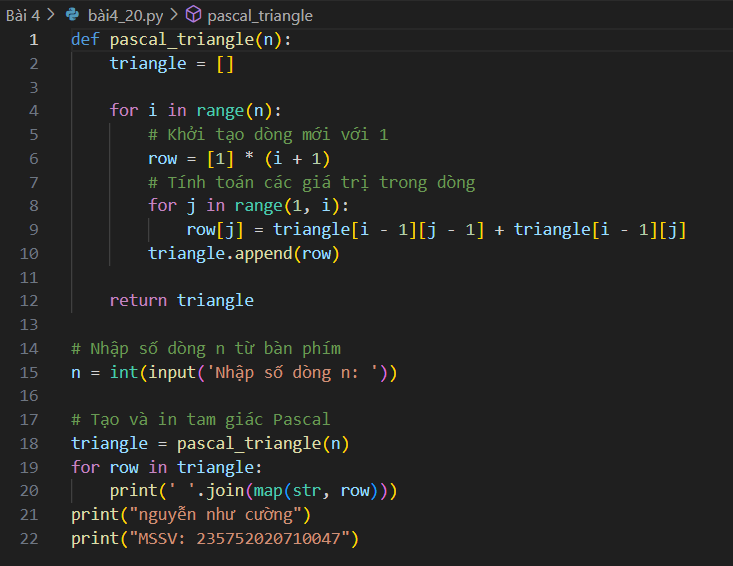 Bài 4 > bài4_20.py > pascal_triangle
1 def pascal_triangle(n):
2     triangle = []
3
4     for i in range(n):
5         # Khởi tạo dòng mới với 1
6         row = [1] * (i + 1)
7         # Tính toán các giá trị trong dòng
8         for j in range(1, i):
9             row[j] = triangle[i - 1][j - 1] + triangle[i - 1][j]
10         triangle.append(row)
11
12     return triangle
13
14 # Nhập số dòng n từ bàn phím
15 n = int(input('Nhập số dòng n: '))
16
17 # Tạo và in tam giác Pascal
18 triangle = pascal_triangle(n)
19 for row in triangle:
20     print(' '.join(map(str, row)))
21 print("nguyễn như cường")
22 print("MSSV: 235752020710047")